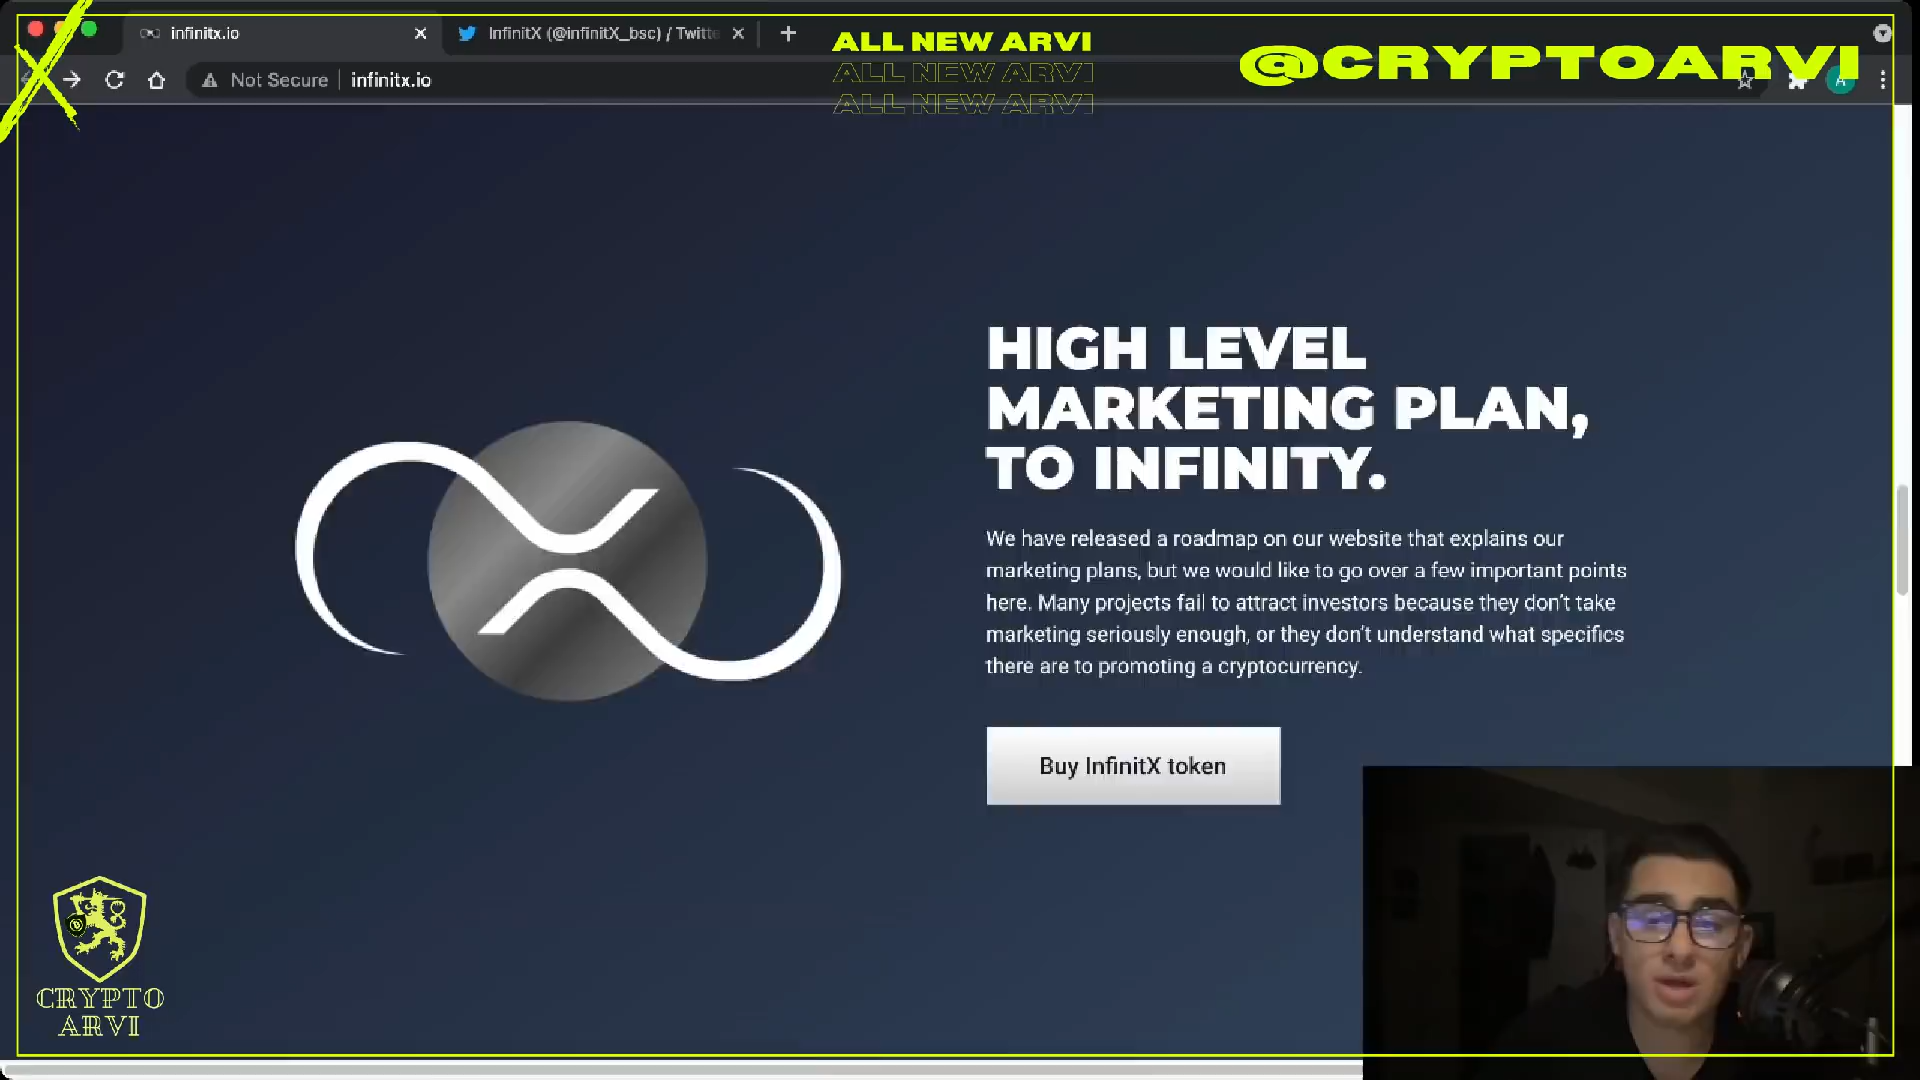 infinitx.io
InfinitX (@infinitX_bsc) / Twitte
ALL NEW ARVI
ALL NEW ARVI
ALL NEW ARVI
@CRYPTOARVI
Not Secure
infinitx.io
A
HIGH LEVEL
MARKETING PLAN,
TO INFINITY.
We have released a roadmap on our website that explains our
marketing plans, but we would like to go over a few important points
here. Many projects fail to attract investors because they don’t take
marketing seriously enough, or they don’t understand what specifics
there are to promoting a cryptocurrency.
Buy InfinitX token
CRYPTO
ARVI